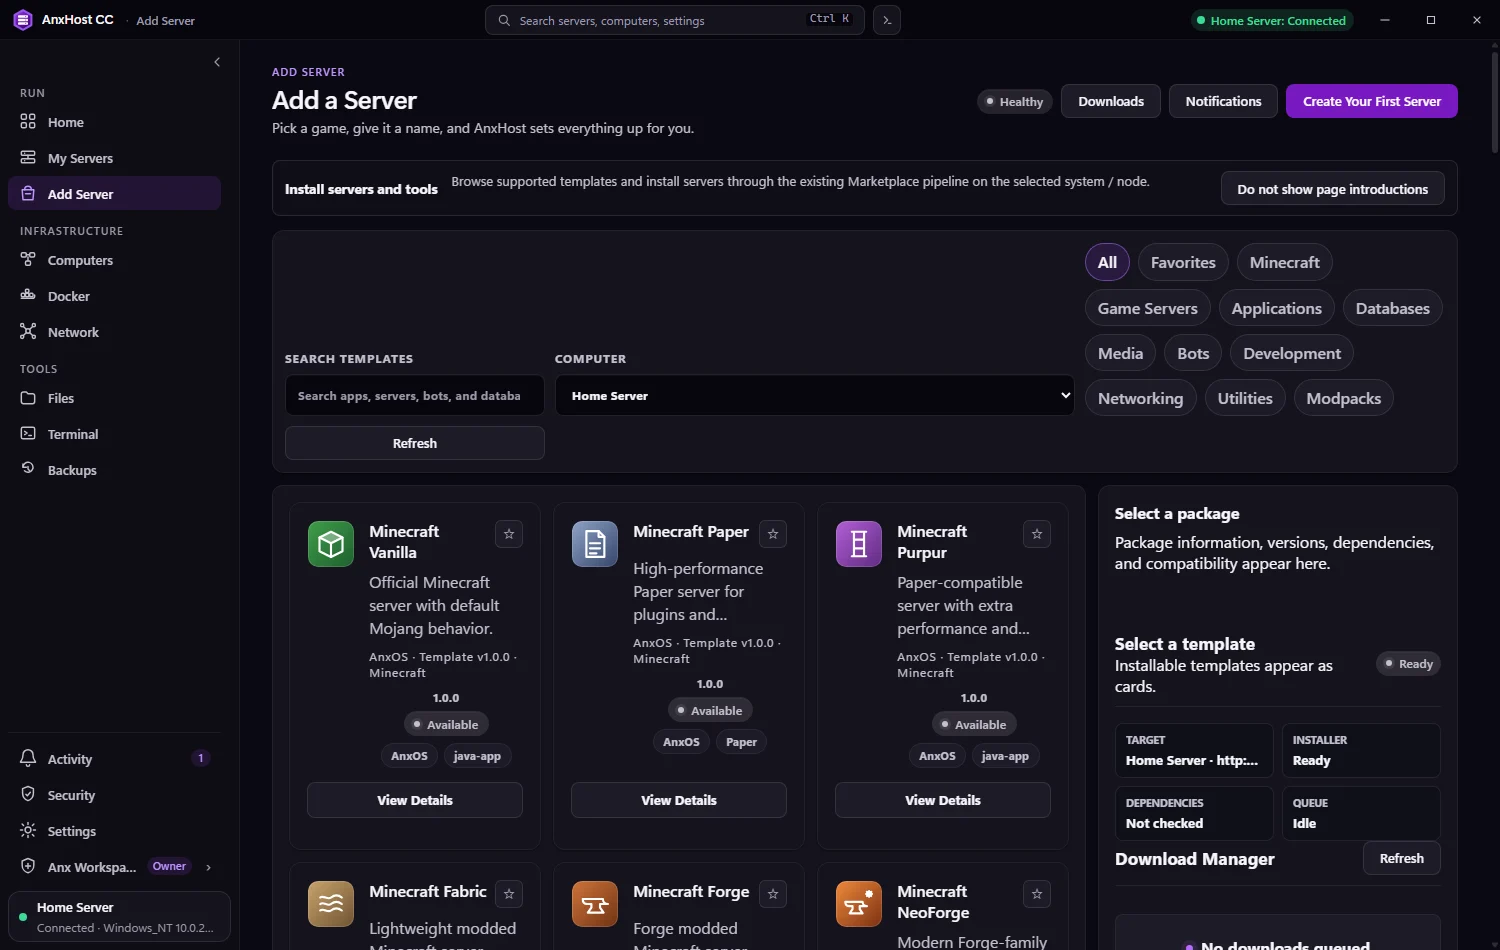 AnxHost CC · Add Server
Search servers, computers, settings
Ctrl K
Home Server: Connected
RUN
Home
My Servers
Add Server
INFRASTRUCTURE
Computers
Docker
Network
TOOLS
Files
Terminal
Backups
Activity
1
Security
Settings
Anx Workspa...
Owner
Home Server
Connected · Windows_NT 10.0.2...
ADD SERVER
Add a Server
Pick a game, give it a name, and AnxHost sets everything up for you.
Healthy
Downloads
Notifications
Create Your First Server
Install servers and tools
Browse supported templates and install servers through the existing Marketplace pipeline on the selected system / node.
Do not show page introductions
SEARCH TEMPLATES
Search apps, servers, bots, and databa
COMPUTER
Home Server
Refresh
All
Favorites
Minecraft
Game Servers
Applications
Databases
Media
Bots
Development
Networking
Utilities
Modpacks
Minecraft
Vanilla
Official Minecraft
server with default
Mojang behavior.
AnxOS · Template v1.0.0 ·
Minecraft
1.0.0
Available
AnxOS
java-app
View Details
Minecraft Paper
High-performance
Paper server for
plugins and...
AnxOS · Template v1.0.0 ·
Minecraft
1.0.0
Available
AnxOS
Paper
View Details
Minecraft
Purpur
Paper-compatible
server with extra
performance and...
AnxOS · Template v1.0.0 ·
Minecraft
1.0.0
Available
AnxOS
java-app
View Details
Minecraft Fabric
Lightweight modded
Minecraft server
Minecraft Forge
Forge modded
Minecraft server
Minecraft
NeoForge
Modern Forge-family
Select a package
Package information, versions, dependencies,
and compatibility appear here.
Select a template
Installable templates appear as
cards.
Ready
TARGET
Home Server · http:...
INSTALLER
Ready
DEPENDENCIES
Not checked
QUEUE
Idle
Download Manager
Refresh
No downloads queued